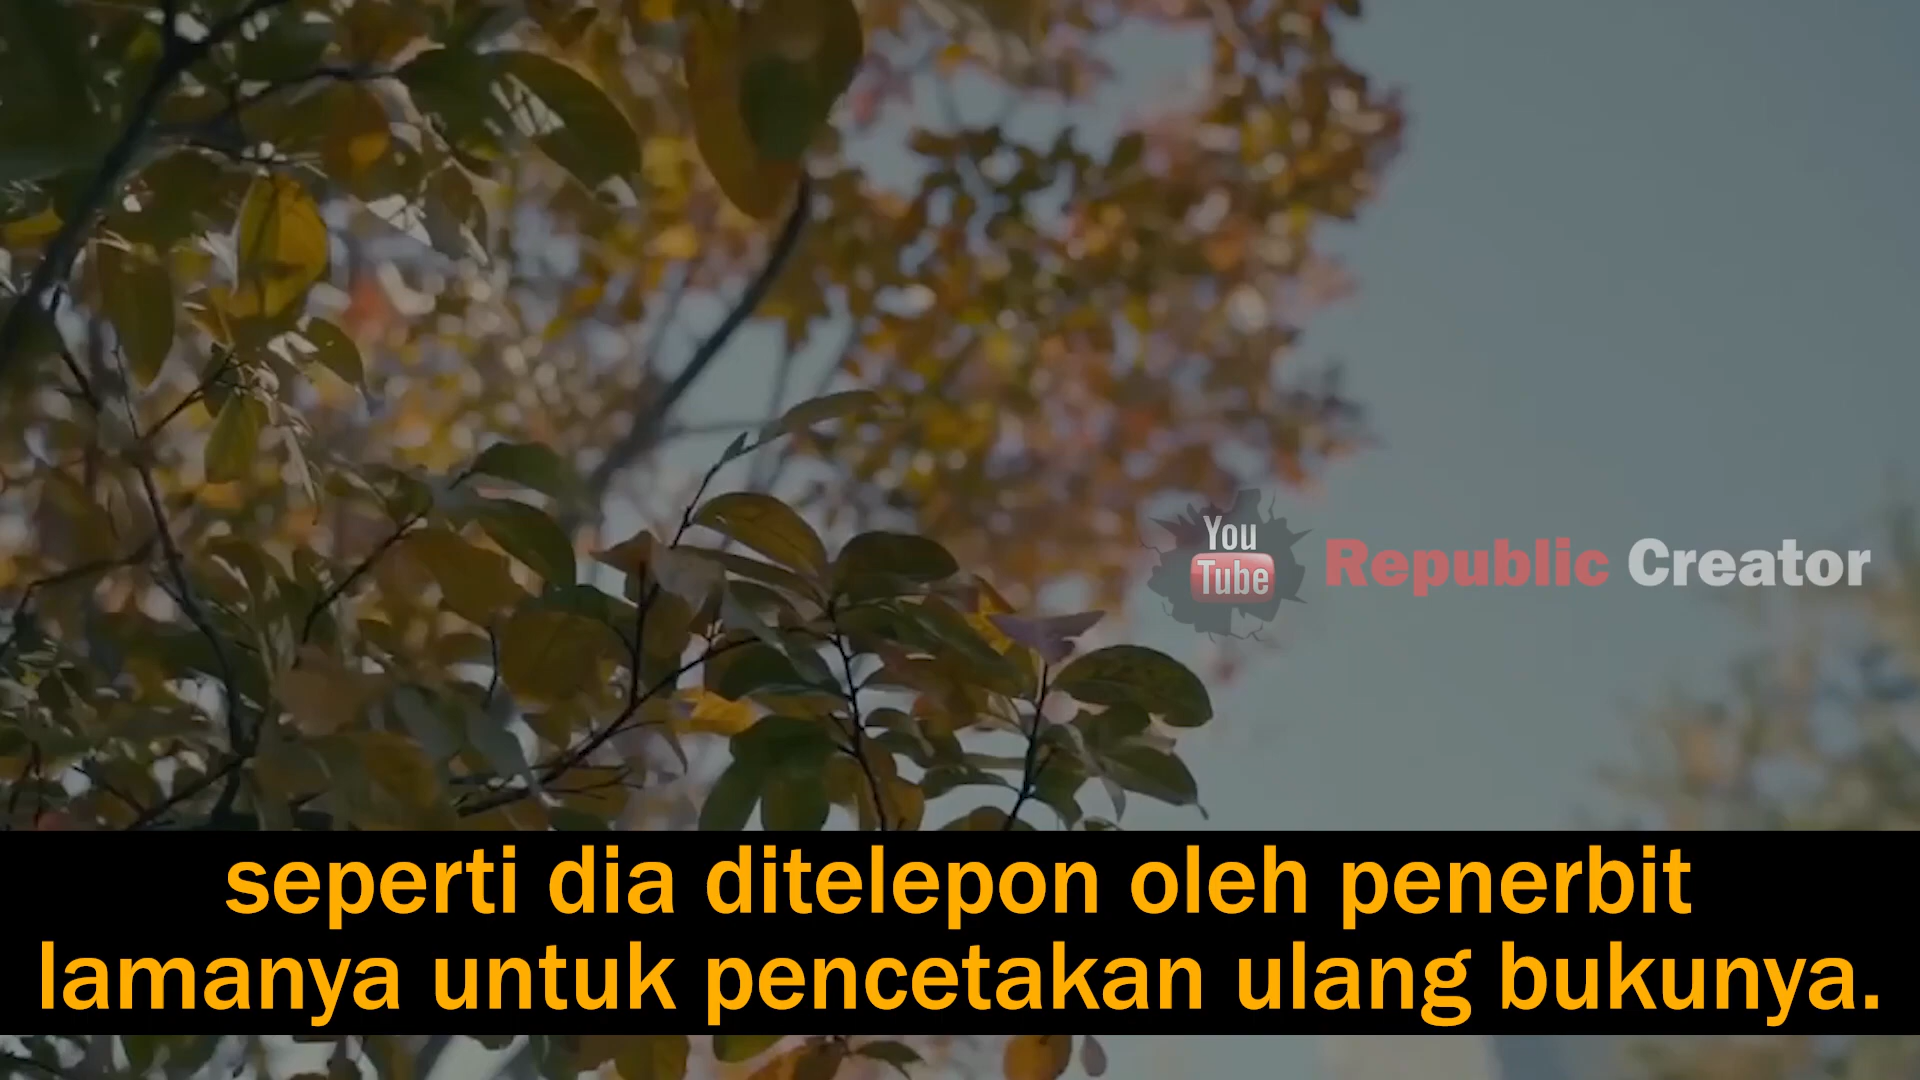 You
Tube
Republic Creator
seperti dia ditelepon oleh penerbit
lamanya untuk pencetakan ulang bukunya.